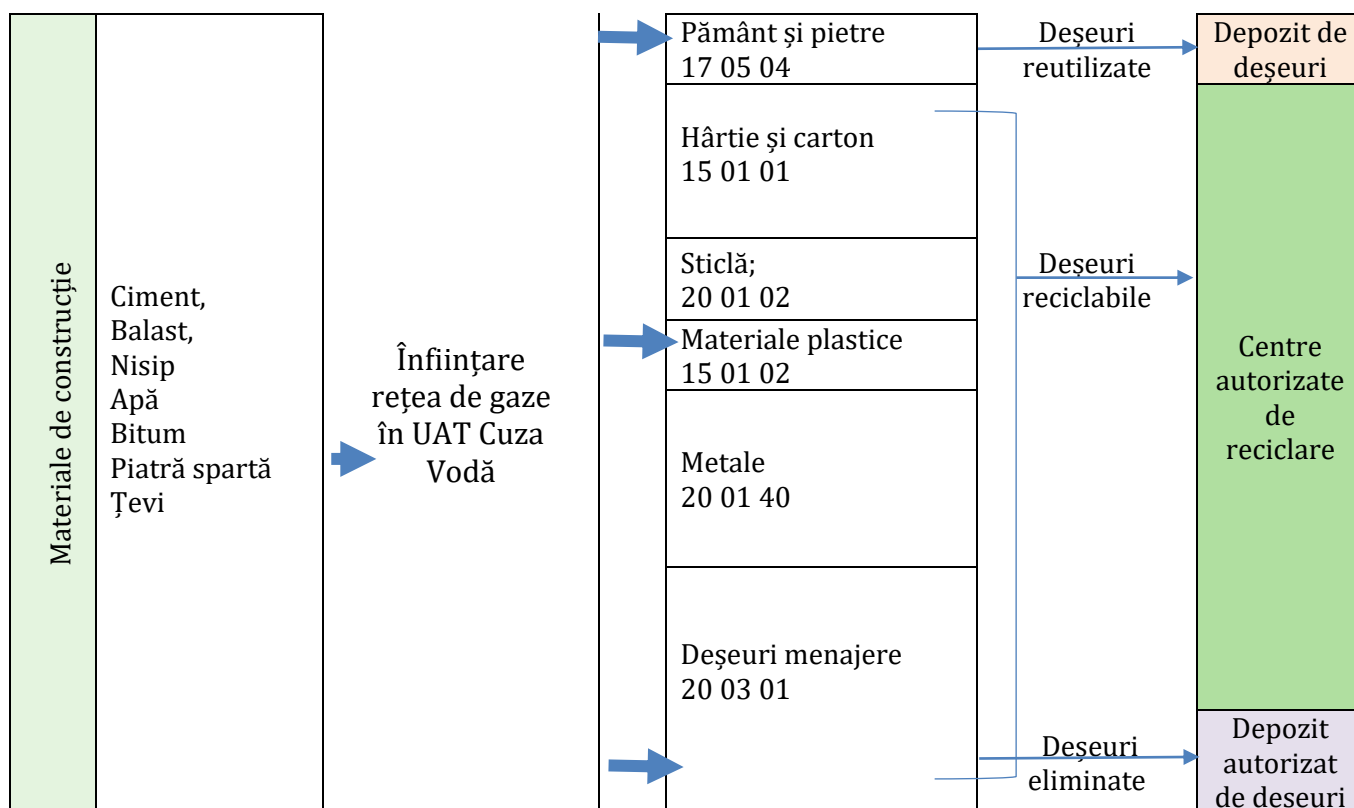 Materiale de construcție
Ciment,
Balast,
Nisip
Apă
Bitum
Piatră spartă
Țevi
Înființare
rețea de gaze
în UAT Cuza
Vodă
Pământ și pietre
17 05 04
Hârtie și carton
15 01 01
Sticlă;
20 01 02
Materiale plastice
15 01 02
Metale
20 01 40
Deșeuri menajere
20 03 01
Deșeuri
reutilizate
Deșeuri
reciclabile
Deșeuri
eliminate
Depozit de
deșeuri
Centre
autorizate
de
reciclare
Depozit
autorizat
de deșeuri